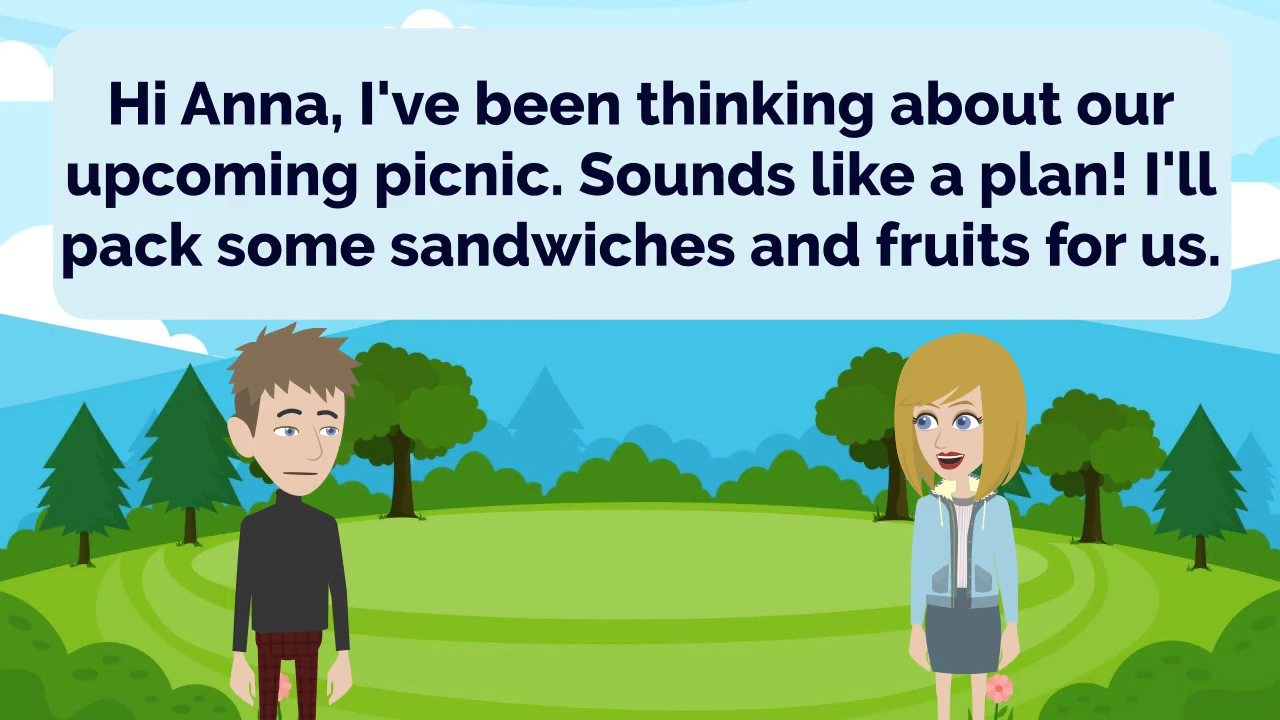 Hi Anna, I've been thinking about our
upcoming picnic. Sounds like a plan! I'll
pack some sandwiches and fruits for us.